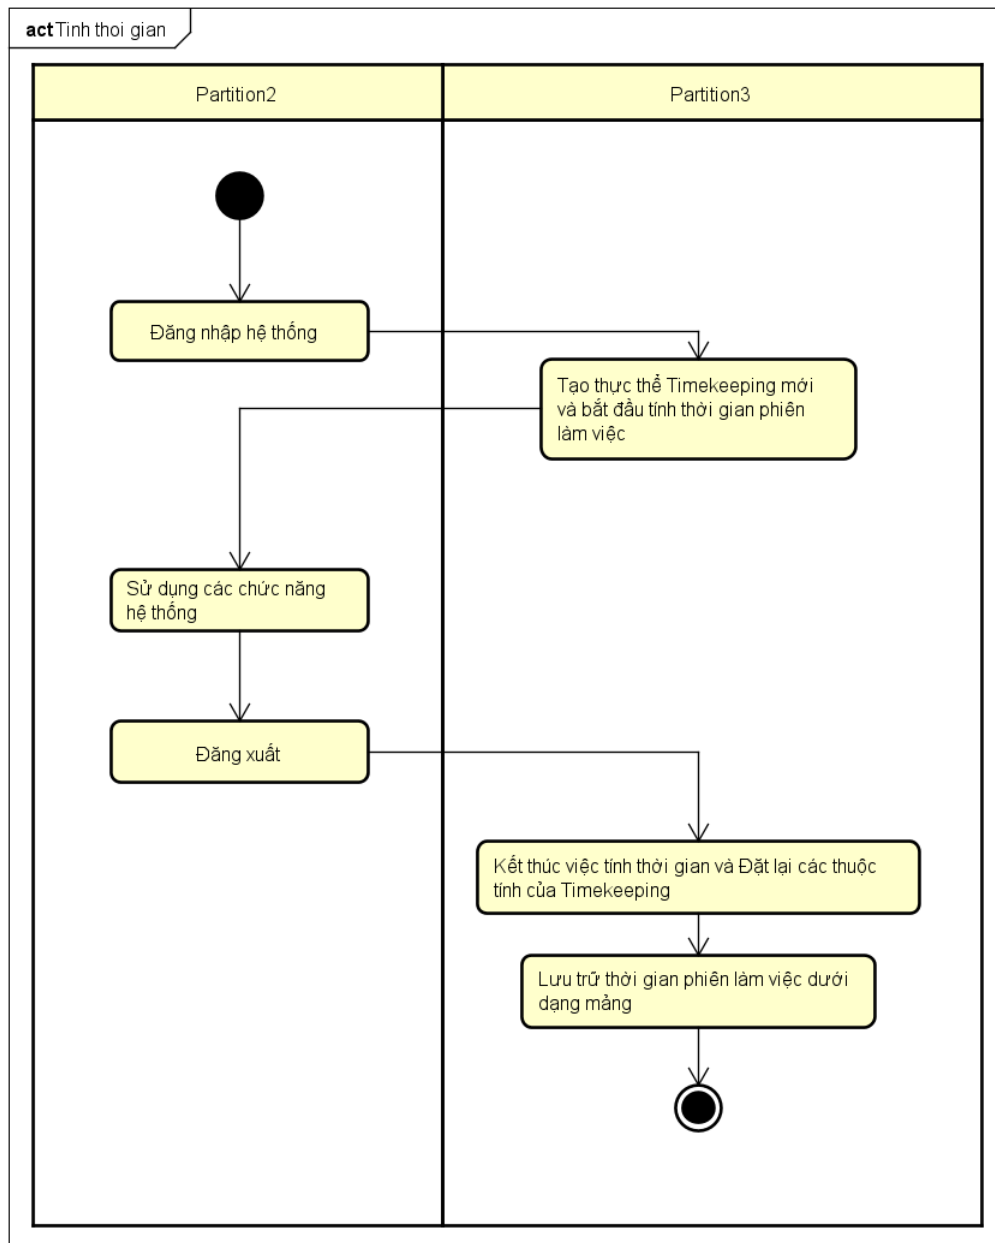 act Tinh thoi gian
Partition2
Partition3
Đăng nhập hệ thống
Tạo thực thể Timekeeping mới
và bắt đầu tính thời gian phiên
làm việc
Sử dụng các chức năng
hệ thống
Đăng xuất
Kết thúc việc tính thời gian và Đặt lại các thuộc
tính của Timekeeping
Lưu trữ thời gian phiên làm việc dưới
dạng mảng